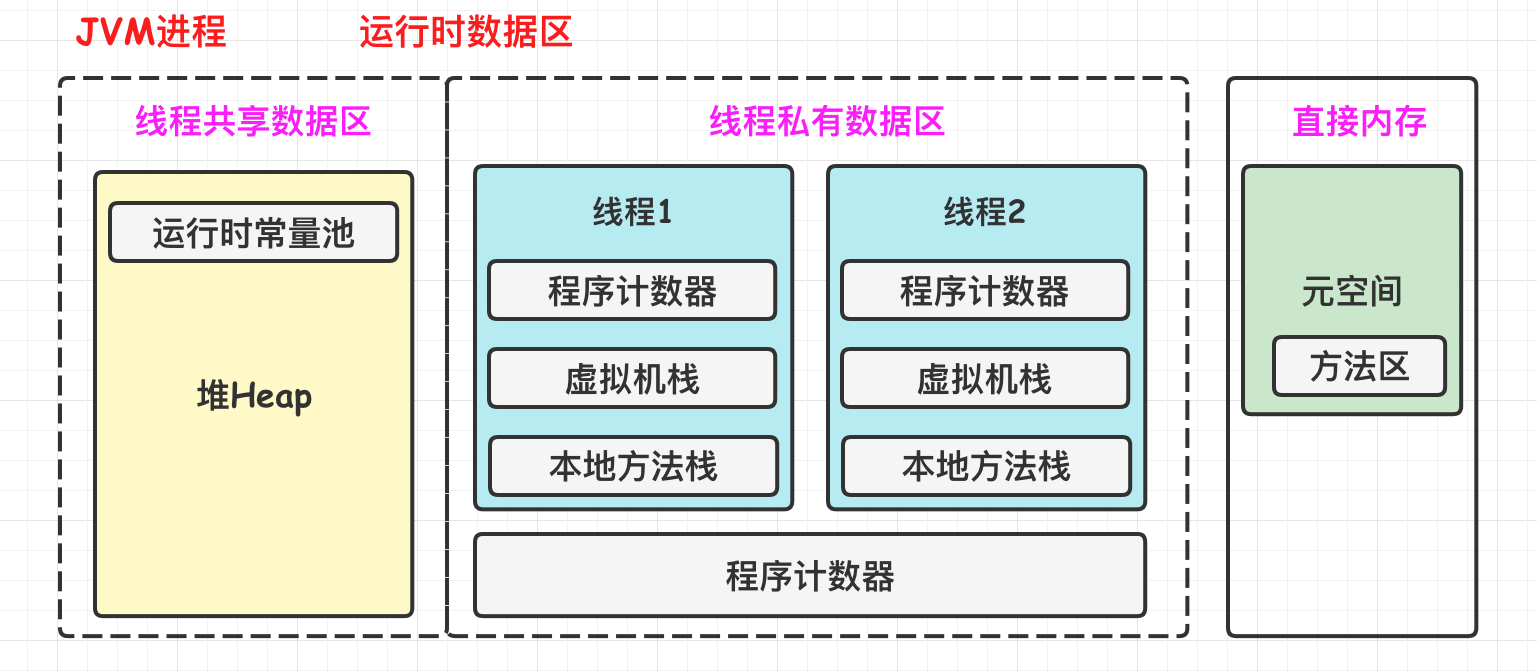 JVM进程
运行时数据区
线程共享数据区
运行时常量池
堆Heap
线程私有数据区
线程1
程序计数器
虚拟机栈
本地方法栈
线程2
程序计数器
虚拟机栈
本地方法栈
程序计数器
直接内存
元空间
方法区